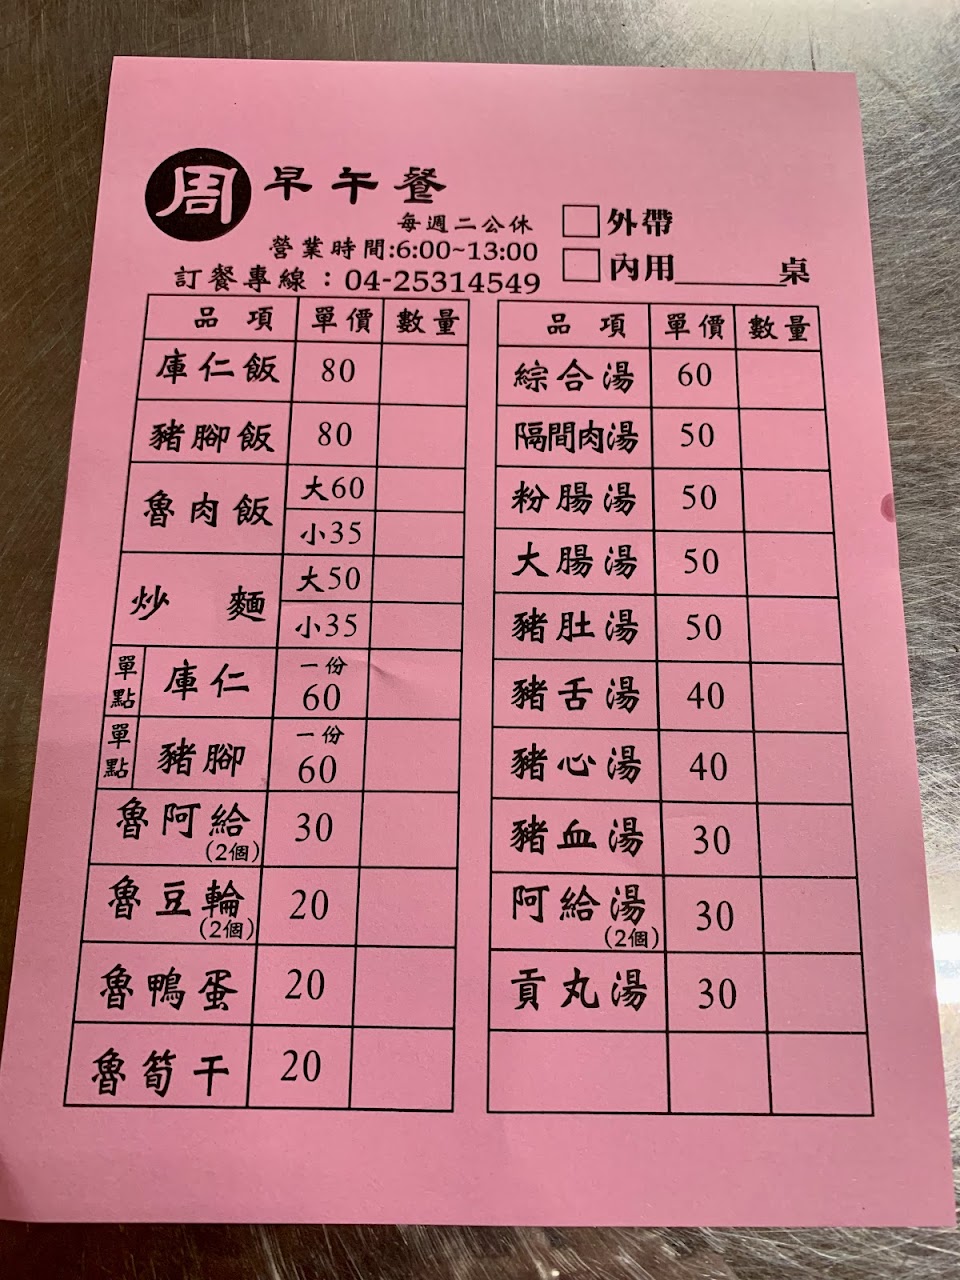 周 早午餐
每週二公休
營業時間:6:00~13:00
訂餐專線：04-25314549
□外帶
□內用______桌
品項 單價 數量
庫仁飯 80
豬腳飯 80
魯肉飯 大60
小35
炒麵 大50
小35
單點 庫仁 一份 60
單點 豬腳 一份 60
魯阿給(2個) 30
魯豆輪(2個) 20
魯鴨蛋 20
魯筍干 20
品項 單價 數量
綜合湯 60
隔間肉湯 50
粉腸湯 50
大腸湯 50
豬肚湯 50
豬舌湯 40
豬心湯 40
豬血湯 30
阿給湯(2個) 30
貢丸湯 30